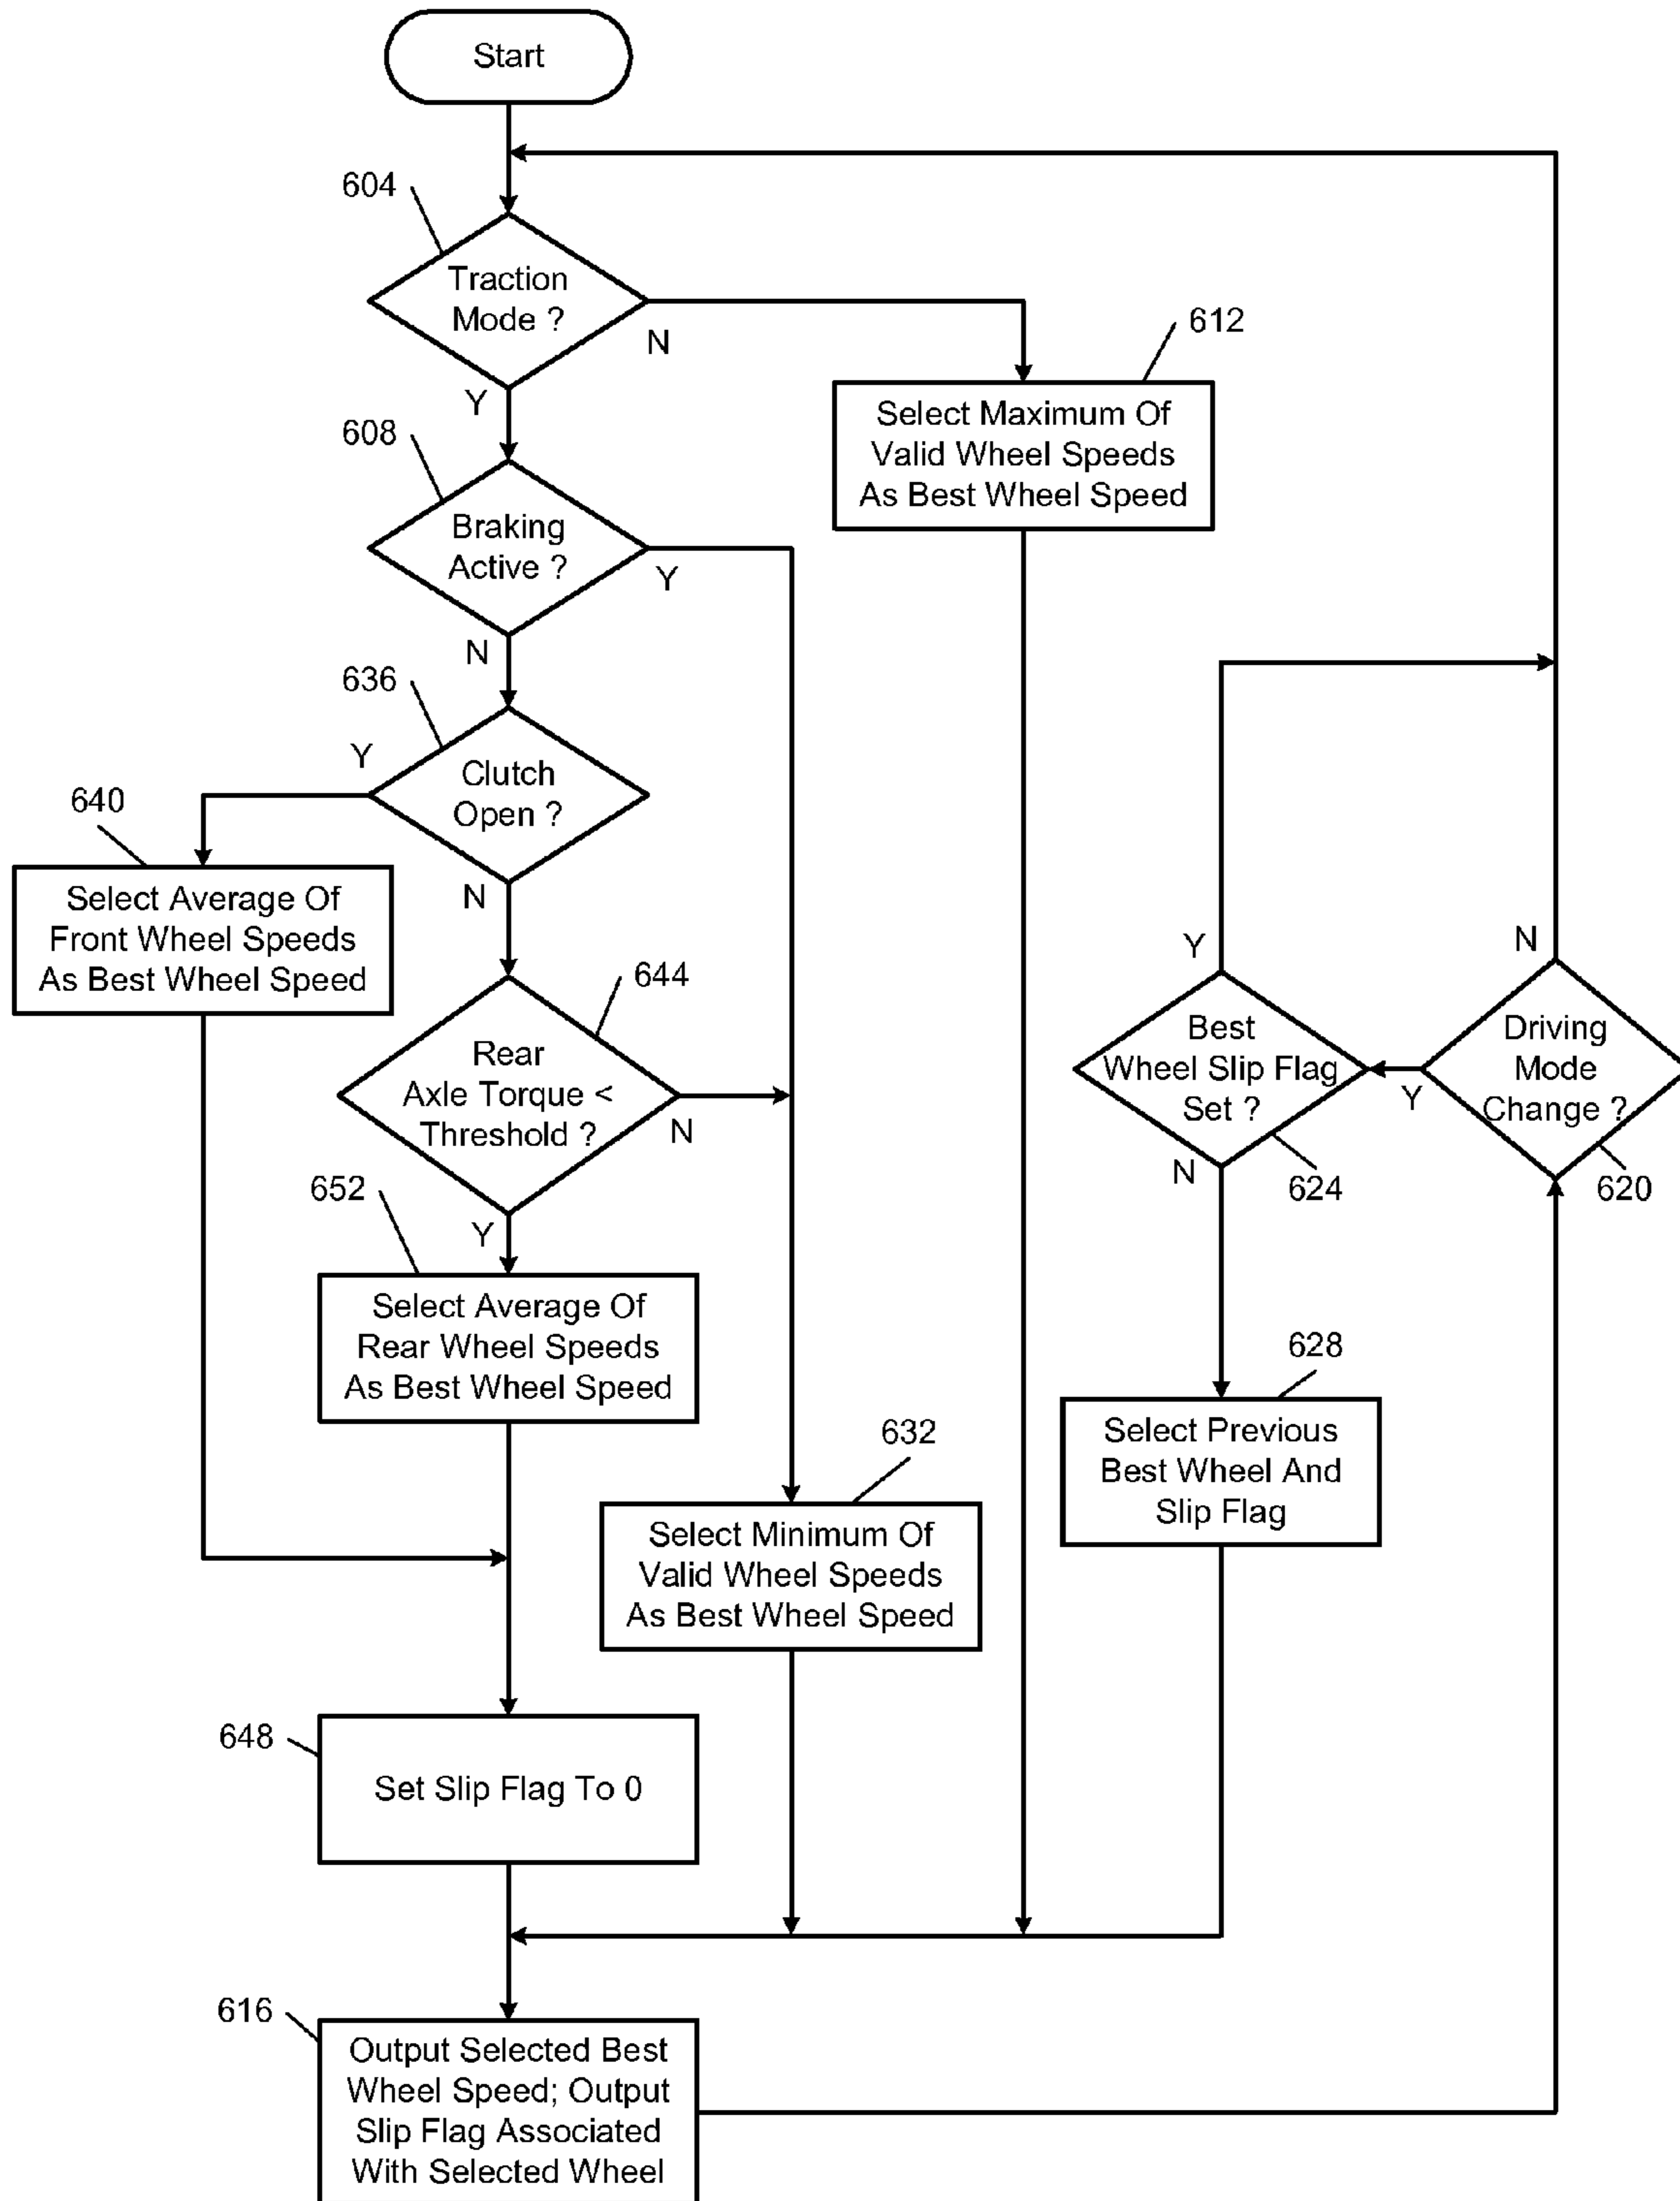 Start
604
Traction
Mode ?
N
Y
612
Select Maximum Of
Valid Wheel Speeds
As Best Wheel Speed
608
Braking
Active ?
Y
N
636
Clutch
Open ?
Y
N
640
Select Average Of
Front Wheel Speeds
As Best Wheel Speed
644
Rear
Axle Torque <
Threshold ?
N
Y
652
Select Average Of
Rear Wheel Speeds
As Best Wheel Speed
632
Select Minimum Of
Valid Wheel Speeds
As Best Wheel Speed
648
Set Slip Flag To 0
616
Output Selected Best
Wheel Speed; Output
Slip Flag Associated
With Selected Wheel
N
Driving
Mode
Change ?
Y
620
Y
Best
Wheel Slip Flag
Set ?
N
624
628
Select Previous
Best Wheel And
Slip Flag